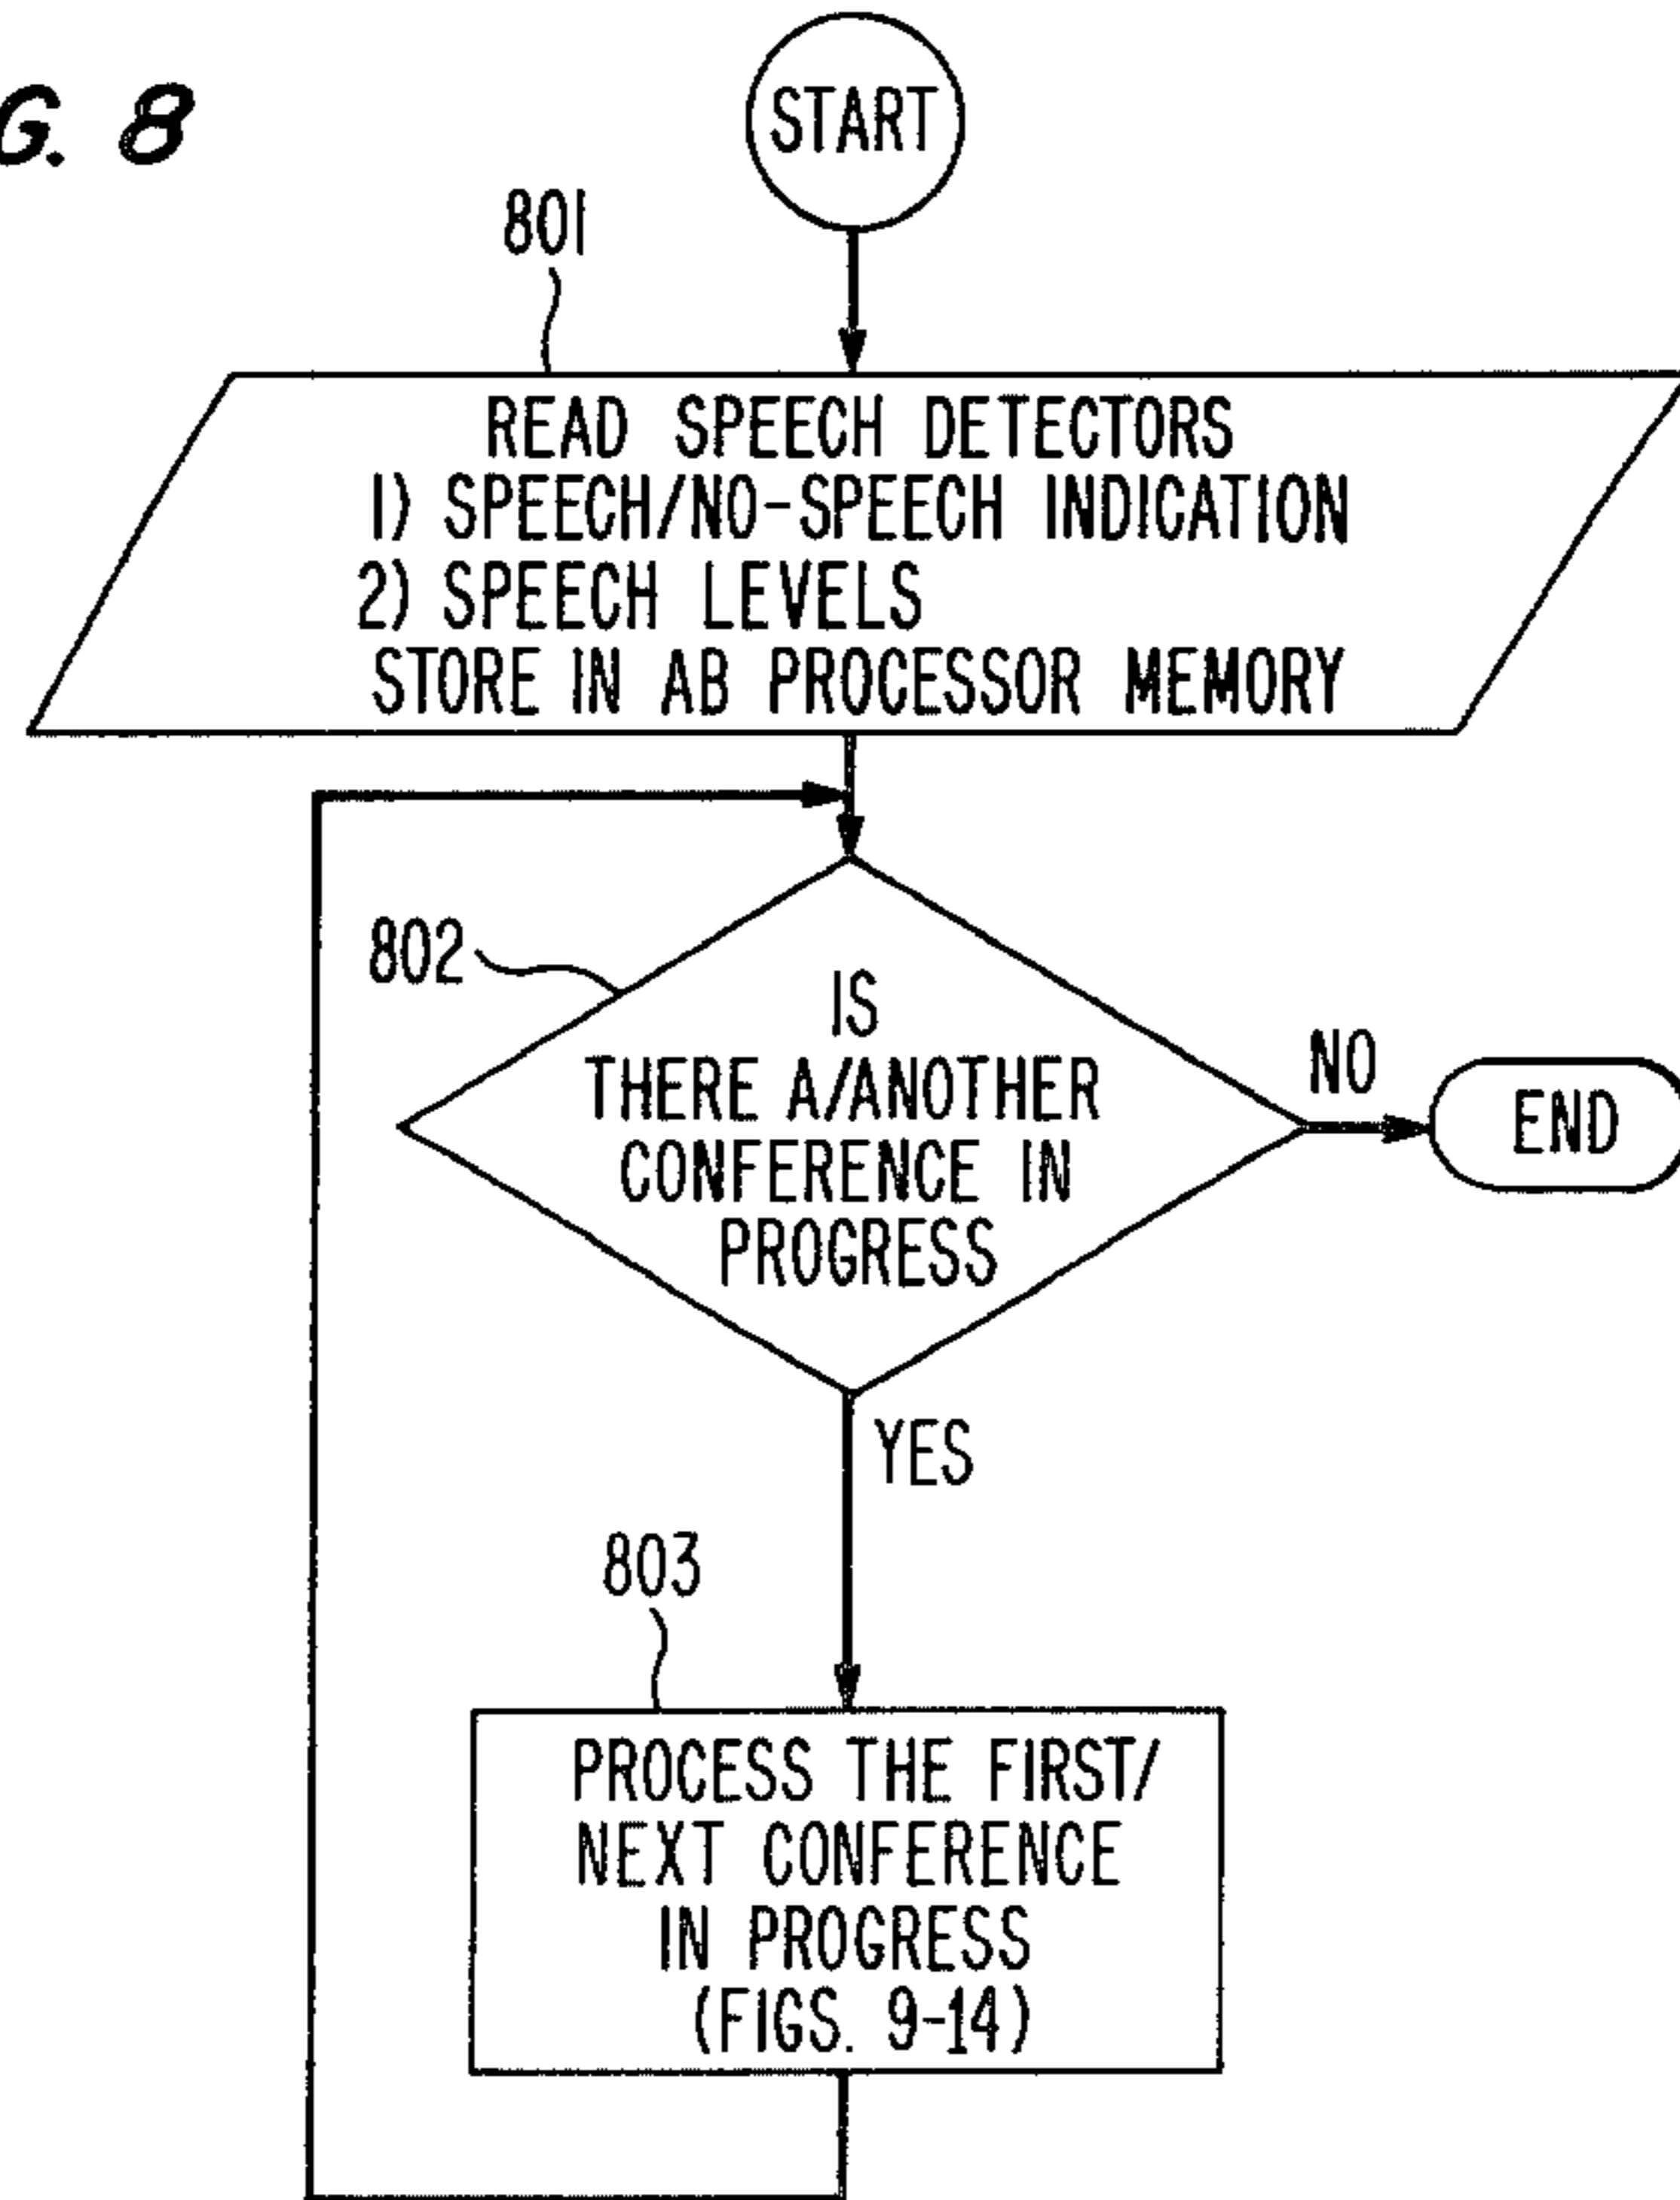 G. 8
START
801
READ SPEECH DETECTORS
1) SPEECH/NO-SPEECH INDICATION
2) SPEECH LEVELS
STORE IN AB PROCESSOR MEMORY
802
IS
THERE A/ANOTHER
CONFERENCE IN
PROGRESS
NO
END
YES
803
PROCESS THE FIRST/
NEXT CONFERENCE
IN PROGRESS
(FIGS. 9-14)